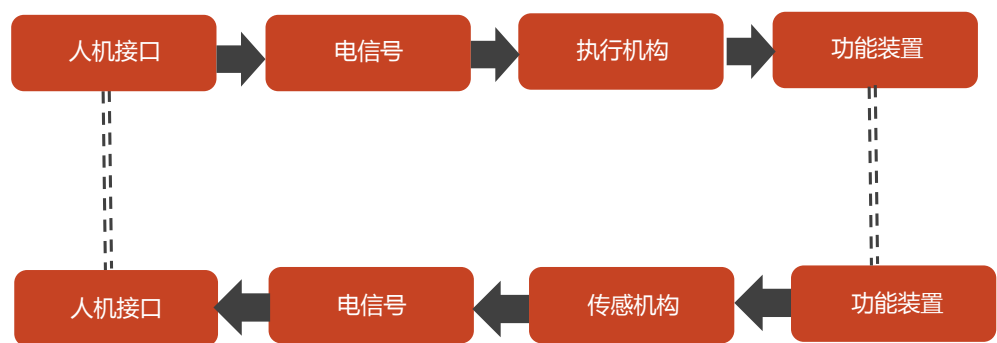 人机接口
电信号
执行机构
功能装置
人机接口
电信号
传感机构
功能装置